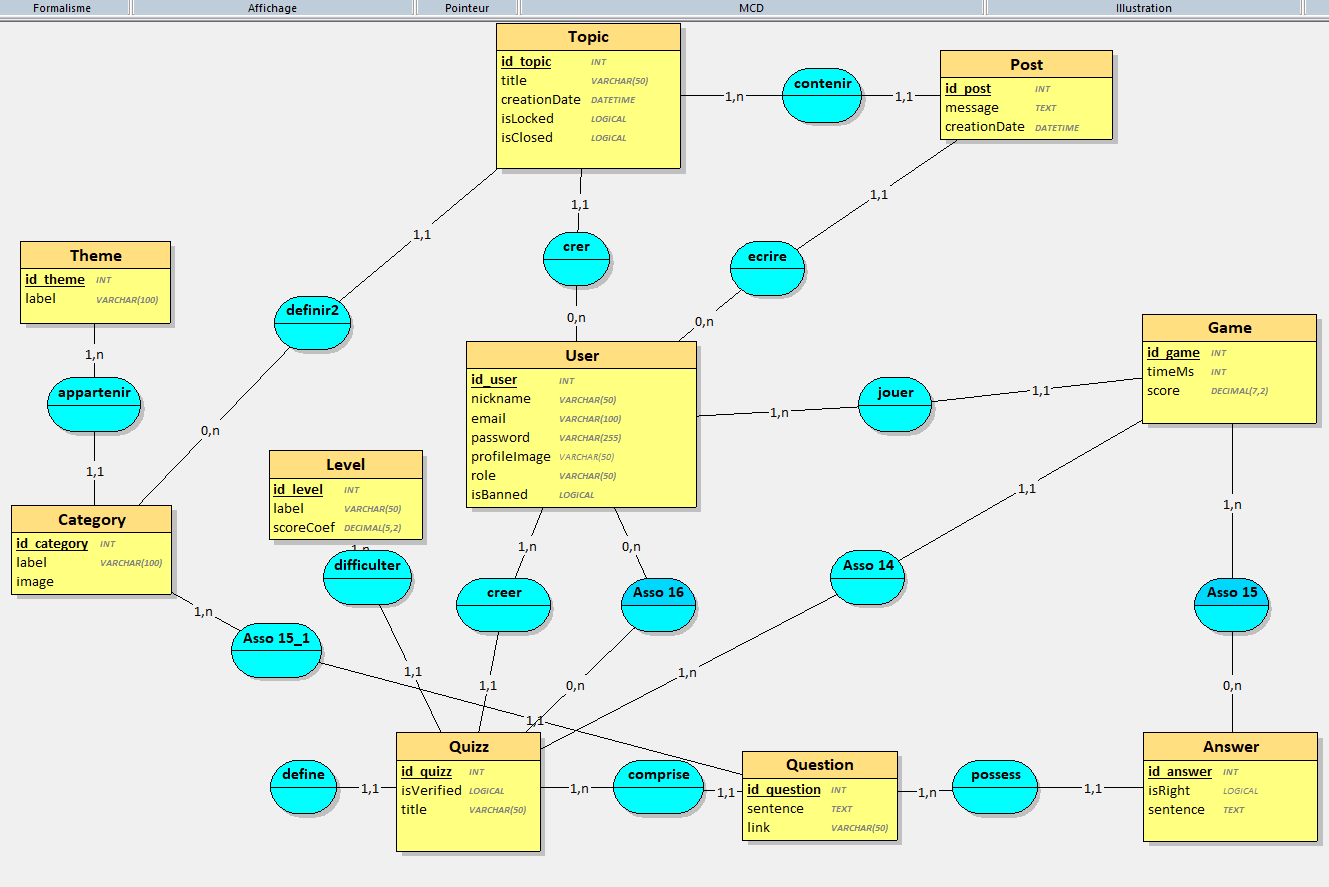 Formalisme
Affichage
Pointeur
MCD
Illustration
Topic
id_topic INT
title VARCHAR(50)
creationDate DATETIME
isLocked LOGICAL
isClosed LOGICAL
1,n
contenir
1,1
Post
id_post INT
message TEXT
creationDate DATETIME
1,1
1,1
1,1
crer
ecrire
0,n
0,n
Theme
id_theme INT
label VARCHAR(100)
1,n
appartenir
1,1
definir2
0,n
User
id_user INT
nickname VARCHAR(50)
email VARCHAR(100)
password VARCHAR(255)
profileImage VARCHAR(50)
role VARCHAR(50)
isBanned LOGICAL
1,n
jouer
1,1
Game
id_game INT
timeMs INT
score DECIMAL(7,2)
Level
id_level INT
label VARCHAR(50)
scoreCoef DECIMAL(5,2)
1,n
difficulter
1,1
Category
id_category INT
label VARCHAR(100)
image
1,n
Asso 15_1
1,1
1,n
creer
1,1
0,n
Asso 16
0,n
1,1
Asso 14
1,n
1,n
Asso 15
0,n
define
1,1
Quizz
id_quizz INT
isVerified LOGICAL
title VARCHAR(50)
1,n
comprise
1,1
Question
id_question INT
sentence TEXT
link VARCHAR(50)
1,n
possess
1,1
Answer
id_answer INT
isRight LOGICAL
sentence TEXT